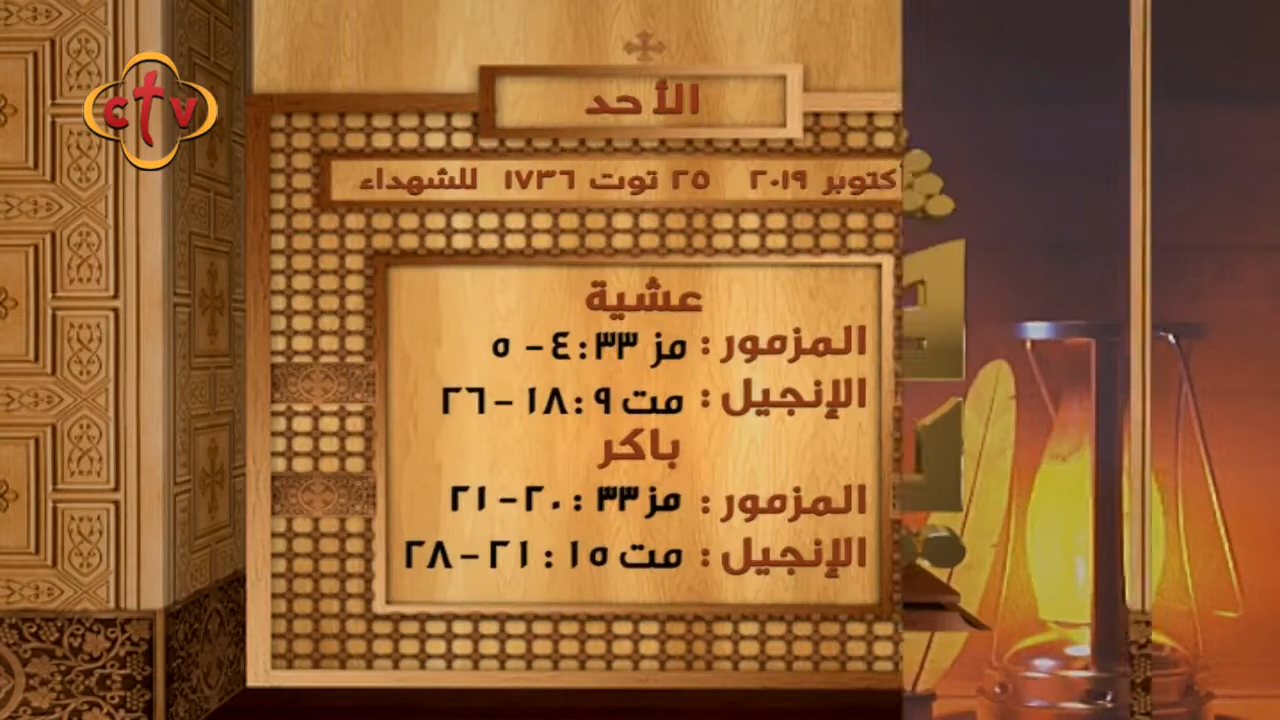 ctv
الأحد
كتوبر ٢٠١٩ ٢٥ توت ١٧٣٦ للشهداء
عشية
المزمور : مز ٣٣ : ٤ - ٥
الإنجيل : مت ٩ : ١٨ - ٢٦
باكر
المزمور : مز ٣٣ : ٢٠ - ٢١
الإنجيل : مت ١٥ : ٢١ - ٢٨